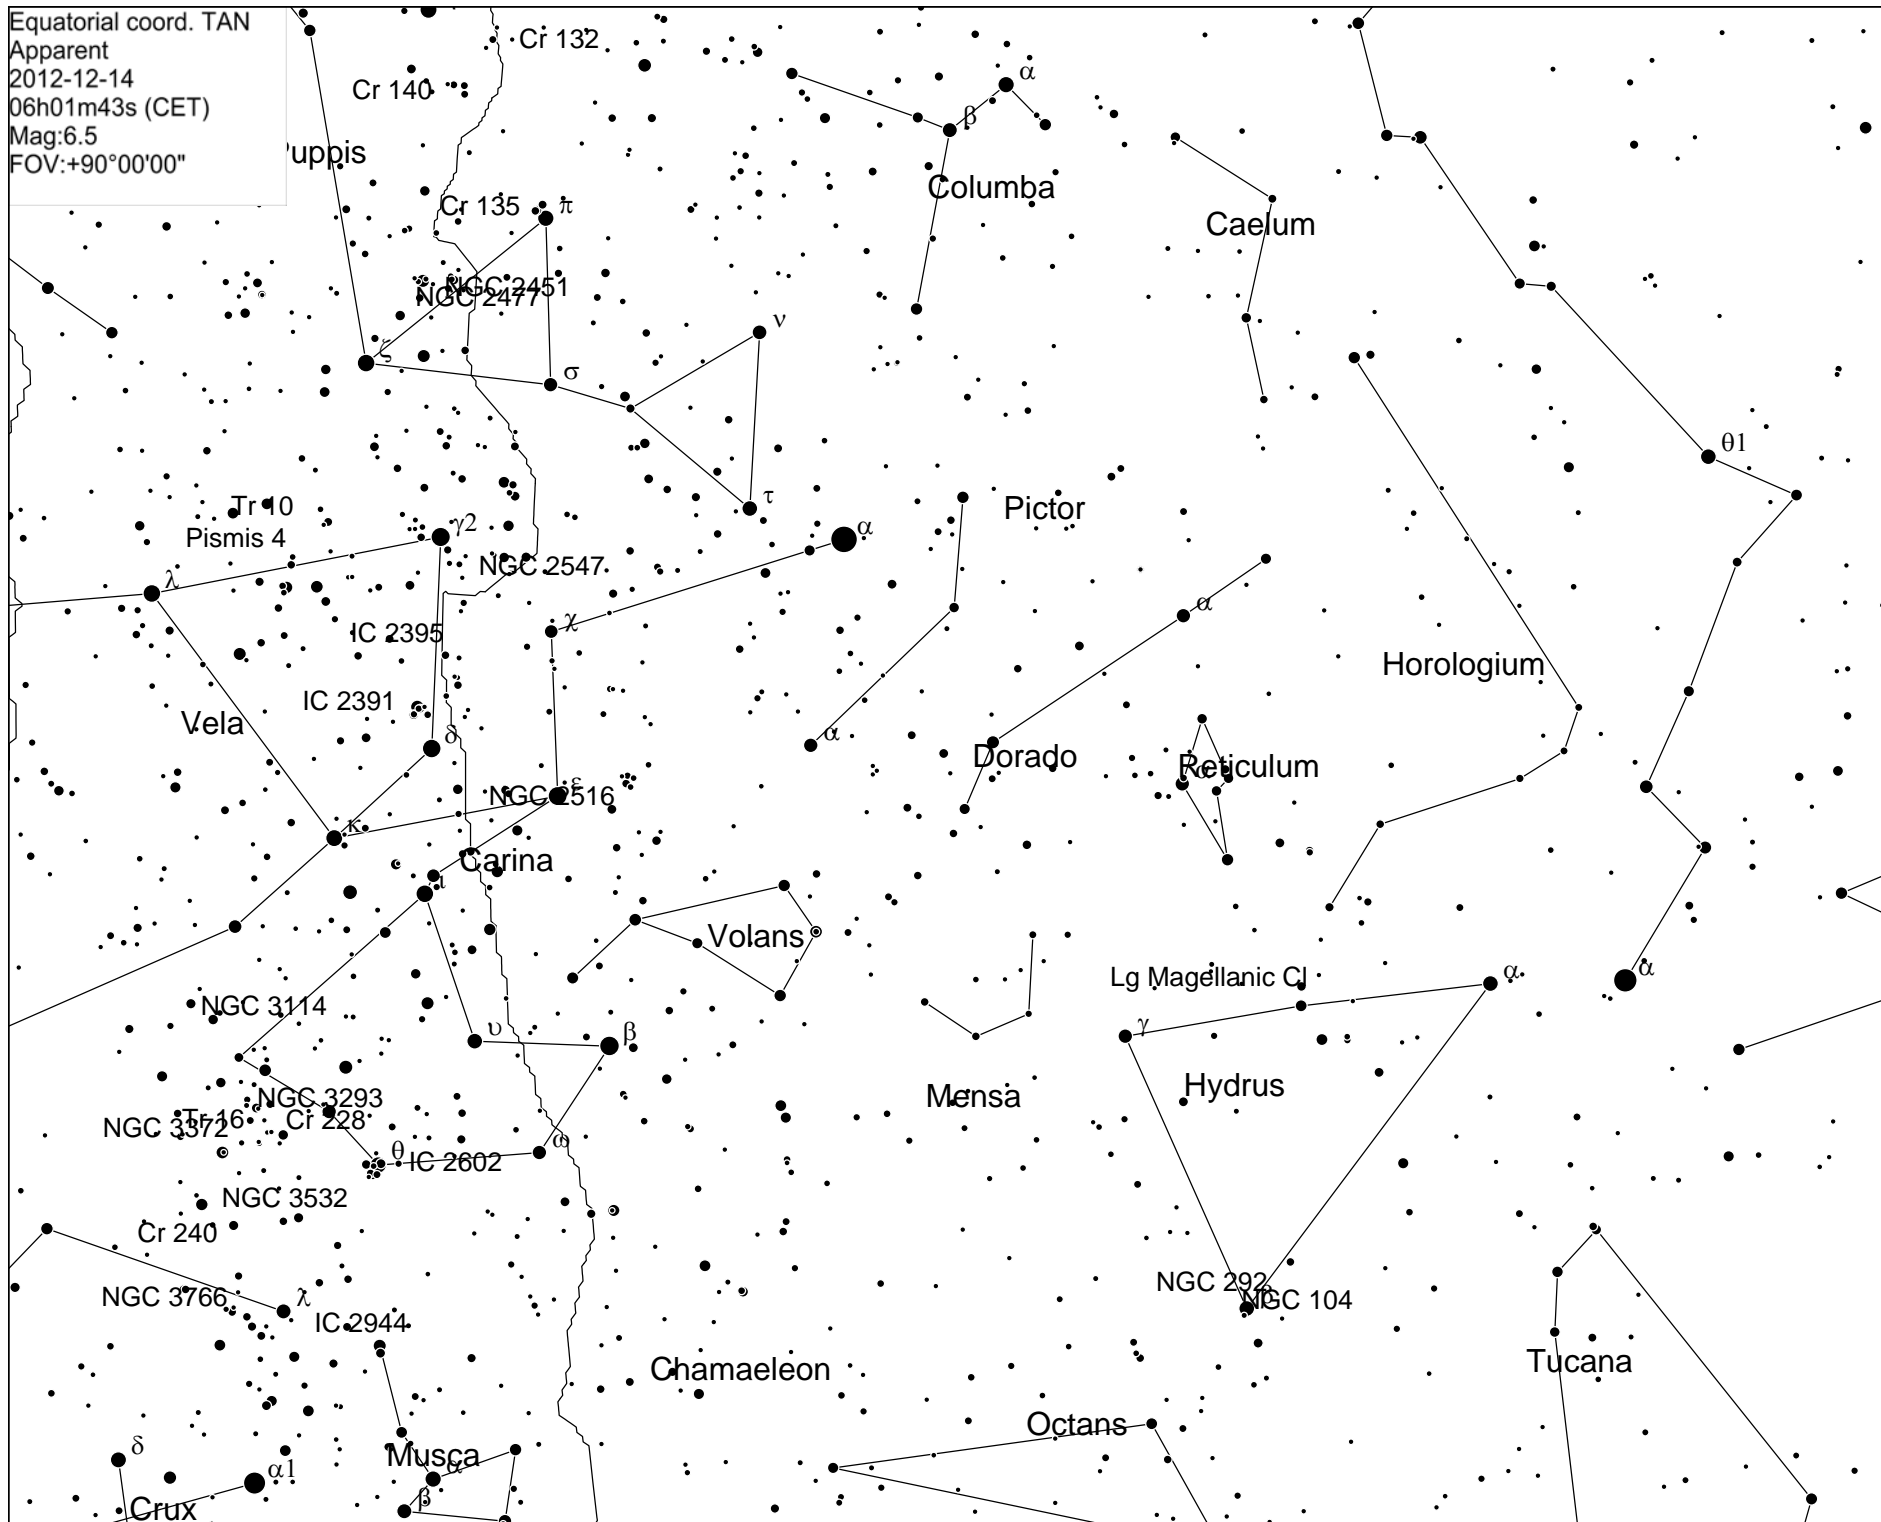 Equatorial coord. TAN
Apparent
2012-12-14
06h01m43s (CET)
Mag:6.5
FOV:+90°00'00"
Cr 132
α
Cr 140
β
uppis
Columba
Cr 135
π
Caelum
NGC 2451
NGC 2477
ν
ζ
σ
θ1
τ
Tr 10
Pictor
γ2
α
Pismis 4
NGC 2547
λ
α
χ
IC 2395
Horologium
IC 2391
Vela
δ
α
Dorado
Reticulum
α
ε
NGC 2516
κ
Carina
ι
Volans
α
α
Lg Magellanic Cl
NGC 3114
γ
υ
β
Hydrus
Mensa
NGC 3293
Tr 16
Cr 228
NGC 3372
ω
θ
IC 2602
NGC 3532
Cr 240
NGC 292
β
NGC 104
NGC 3766
λ
IC 2944
Tucana
Chamaeleon
Octans
δ
Musca
α
α1
β
Crux